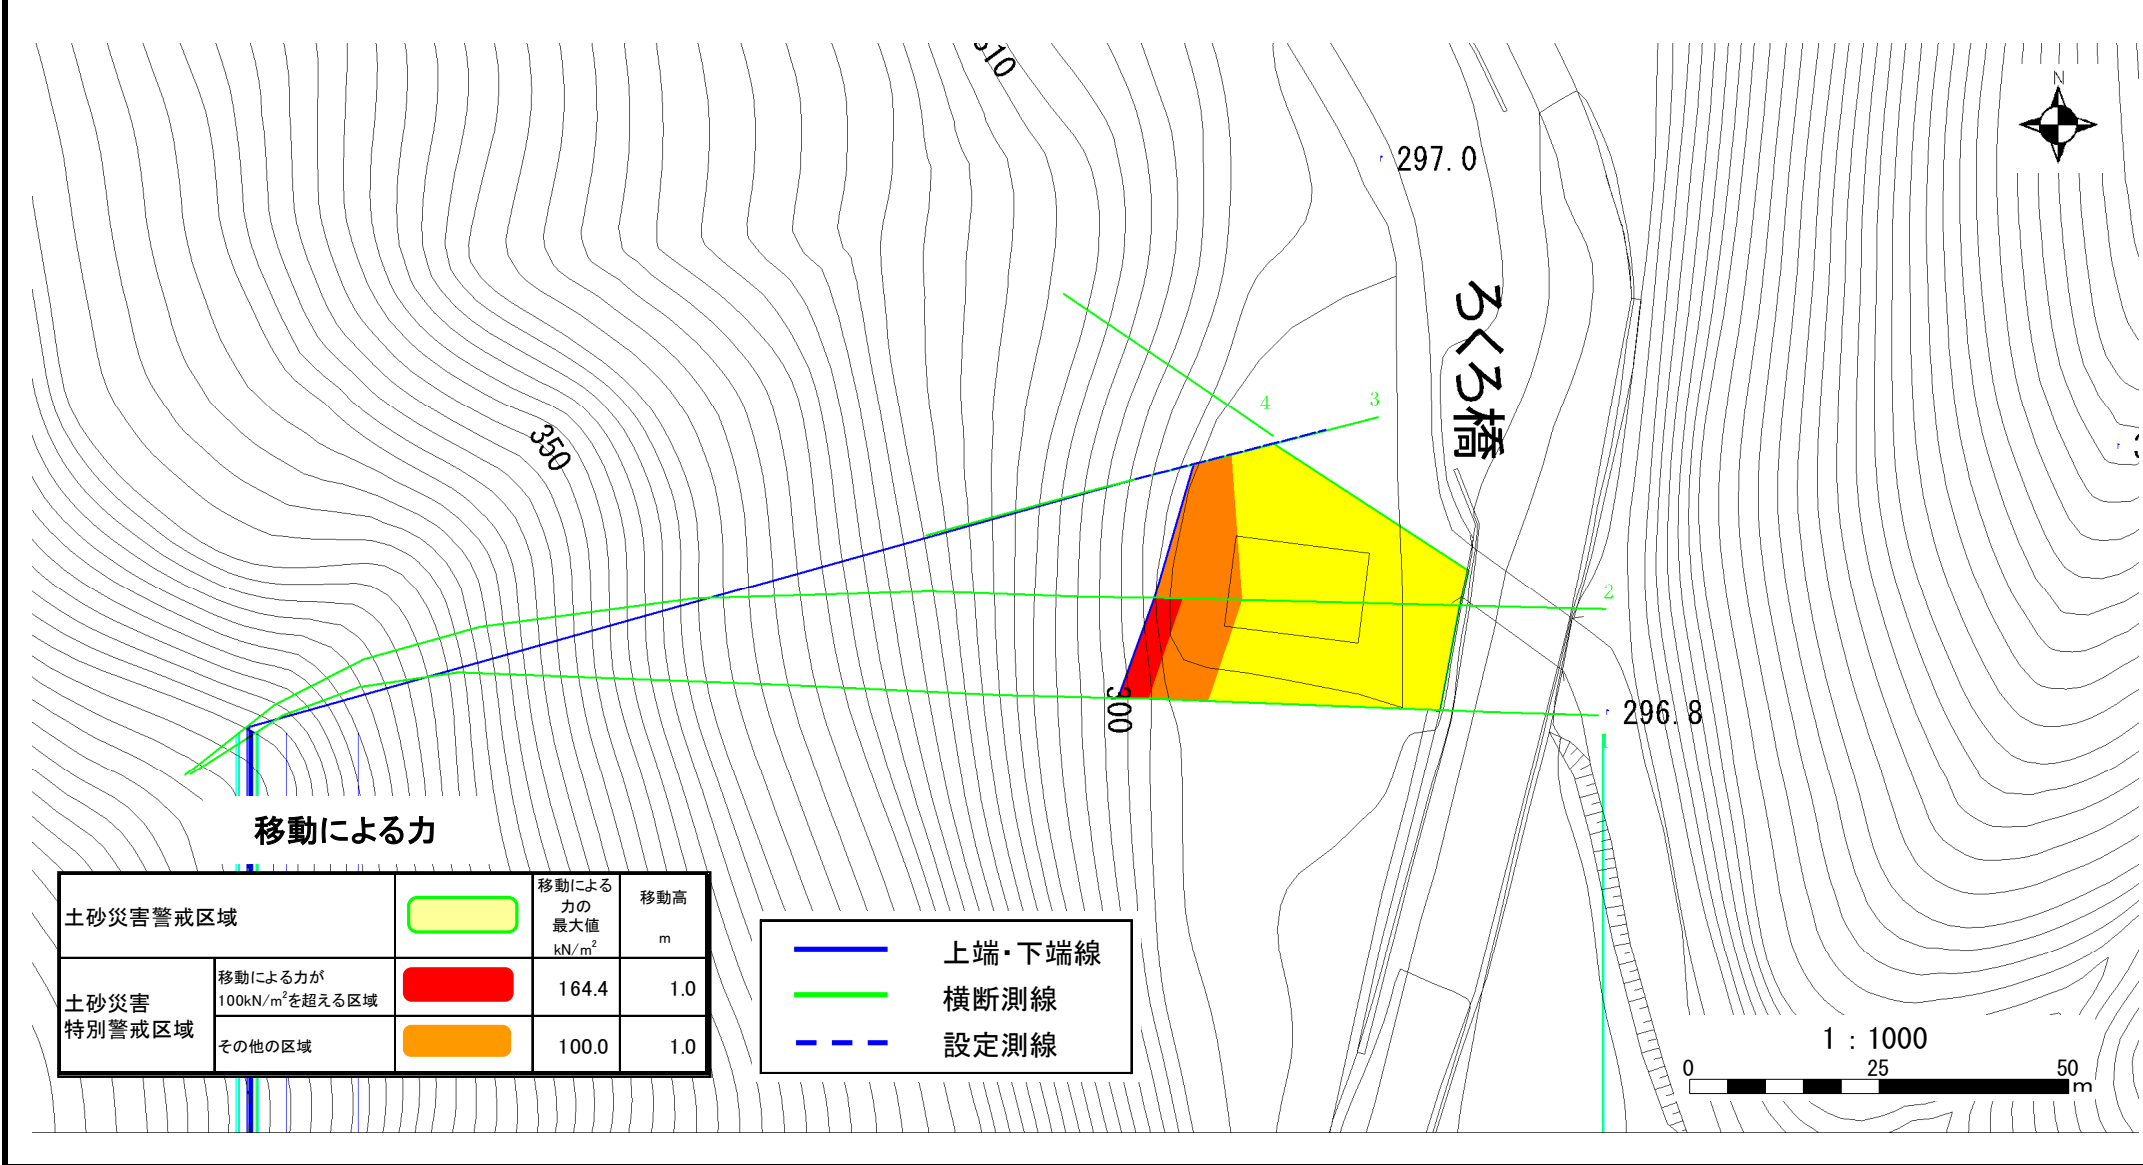 310
N
297.0
ろくろ橋
350
4
3
2
300
296.8
1
移動による力
土砂災害警戒区域
移動による
力の
最大値
kN/m²
移動高
m
土砂災害
特別警戒区域
移動による力が
100kN/m²を超える区域
164.4
1.0
その他の区域
100.0
1.0
上端・下端線
横断測線
設定測線
1 : 1000
0 25 50
m